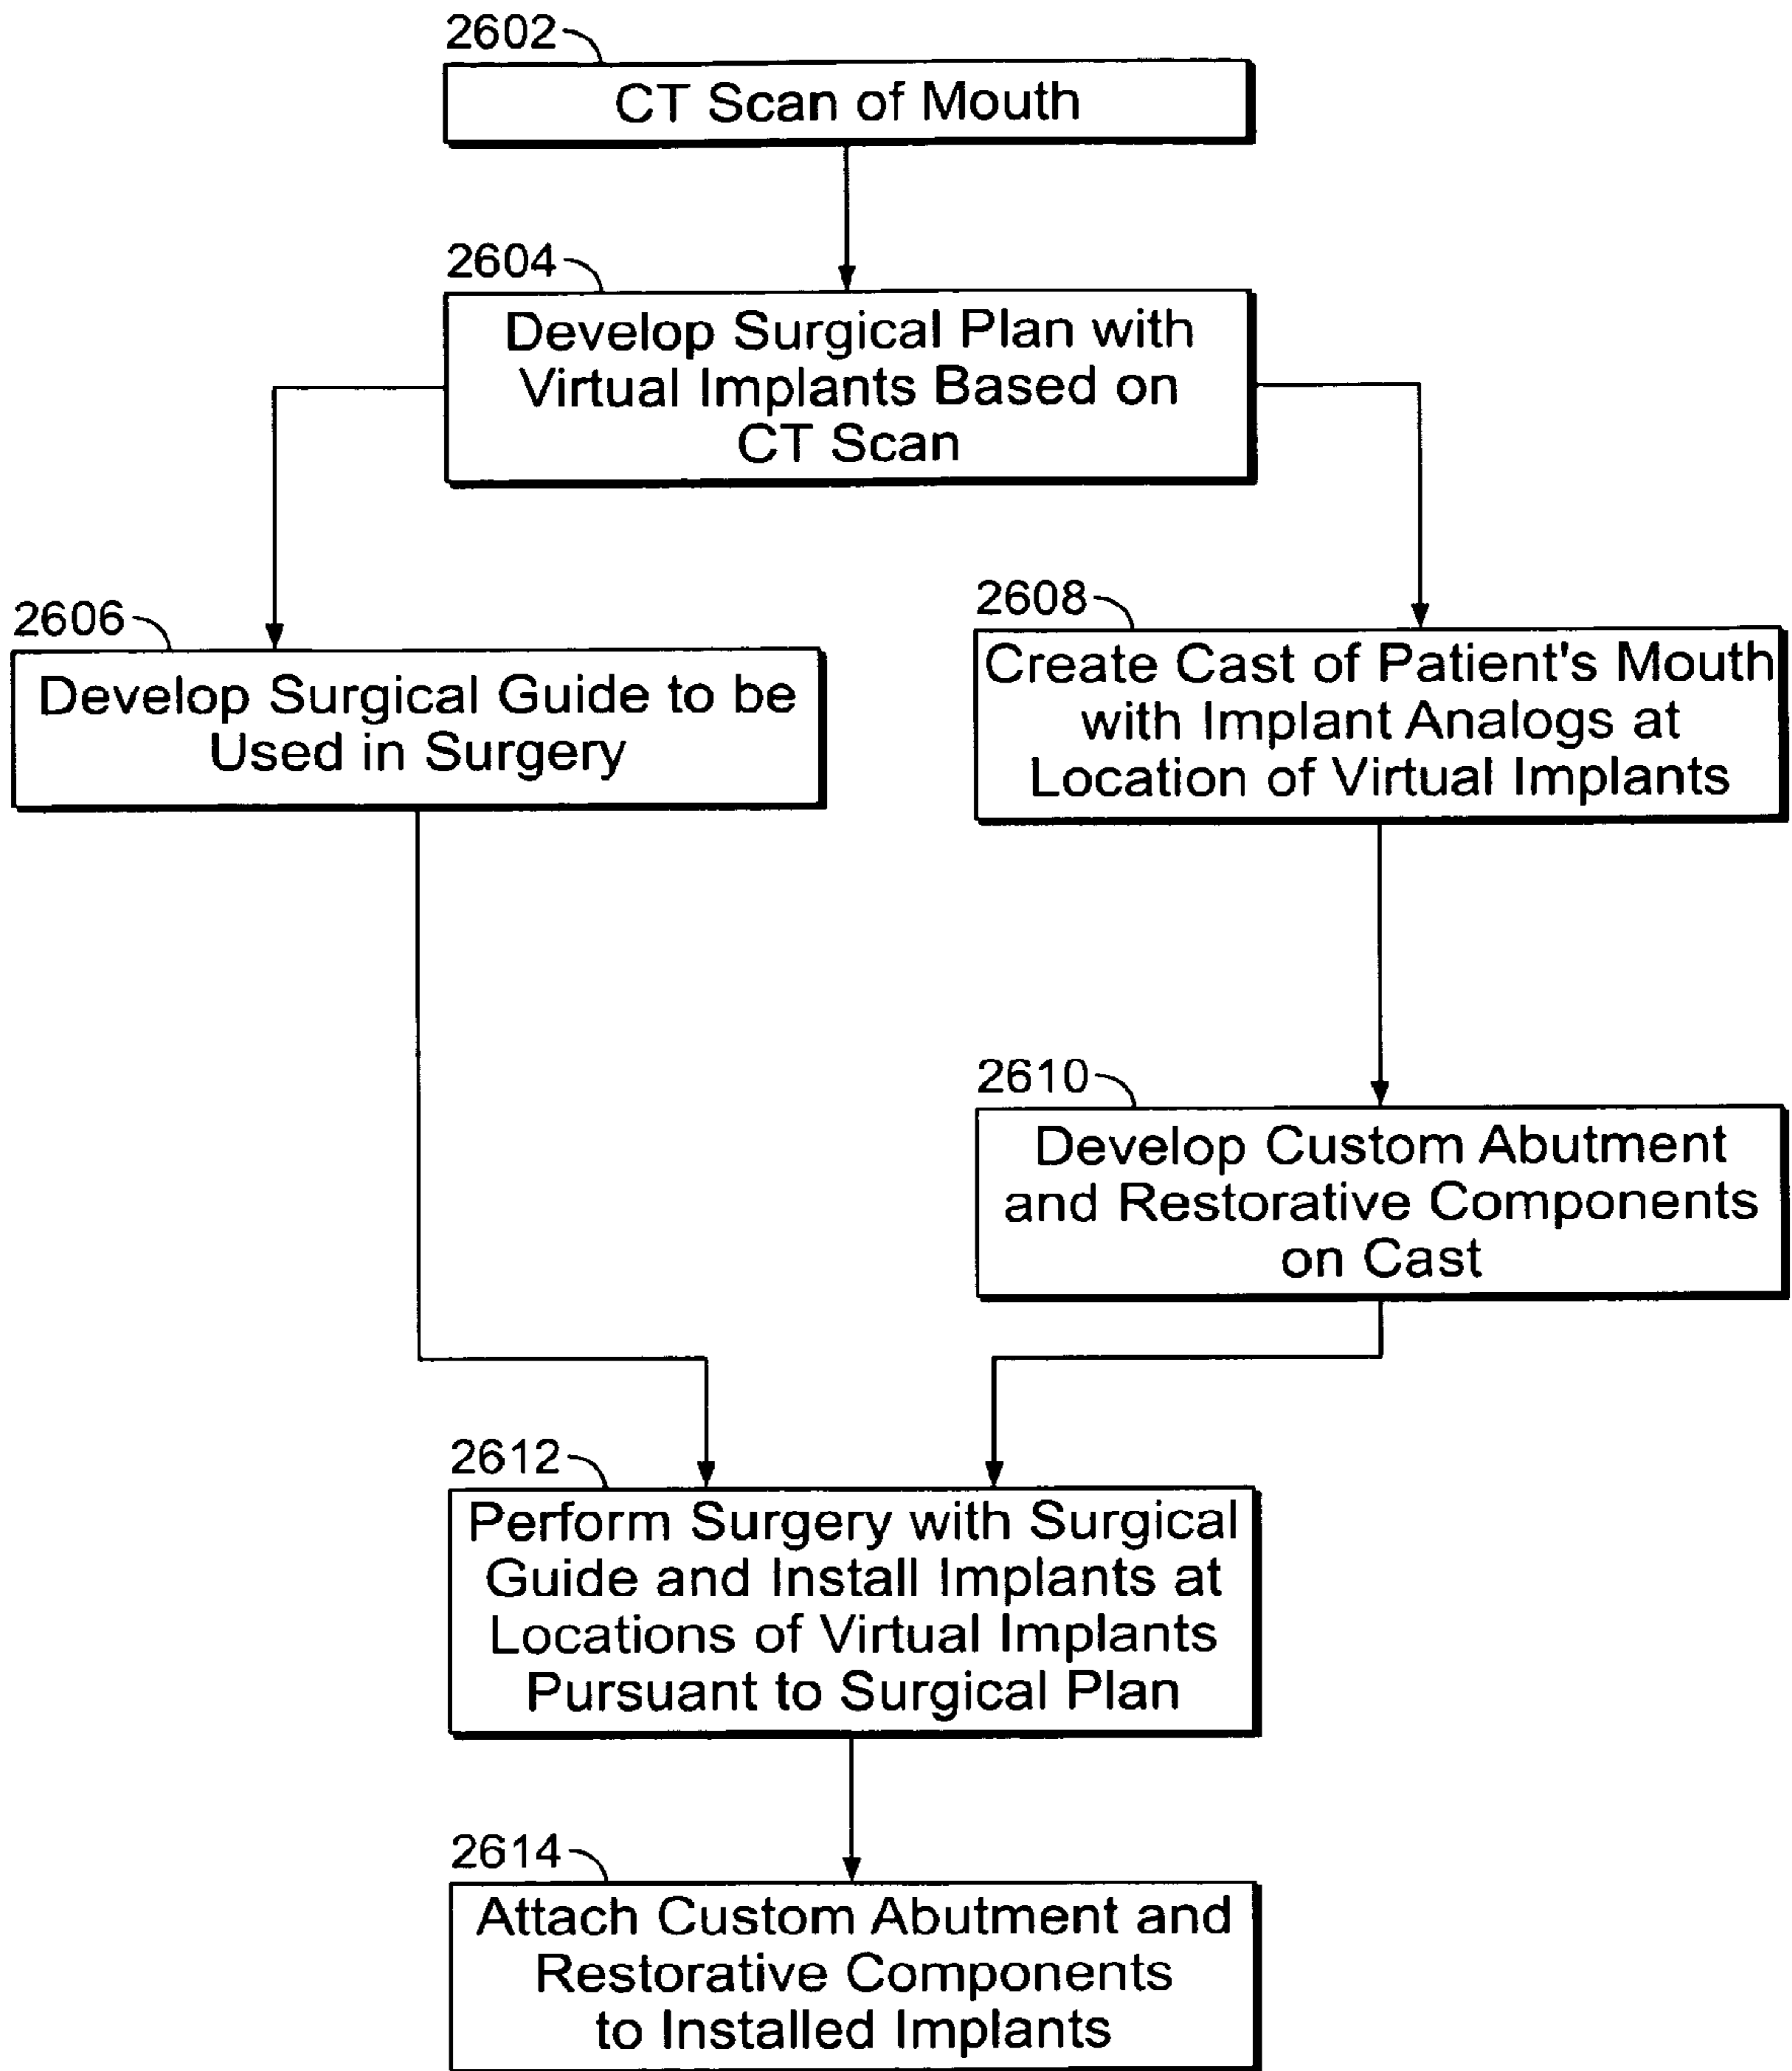 2602
CT Scan of Mouth
2604
Develop Surgical Plan with
Virtual Implants Based on
CT Scan
2606
Develop Surgical Guide to be
Used in Surgery
2608
Create Cast of Patient's Mouth
with Implant Analogs at
Location of Virtual Implants
2610
Develop Custom Abutment
and Restorative Components
on Cast
2612
Perform Surgery with Surgical
Guide and Install Implants at
Locations of Virtual Implants
Pursuant to Surgical Plan
2614
Attach Custom Abutment and
Restorative Components
to Installed Implants